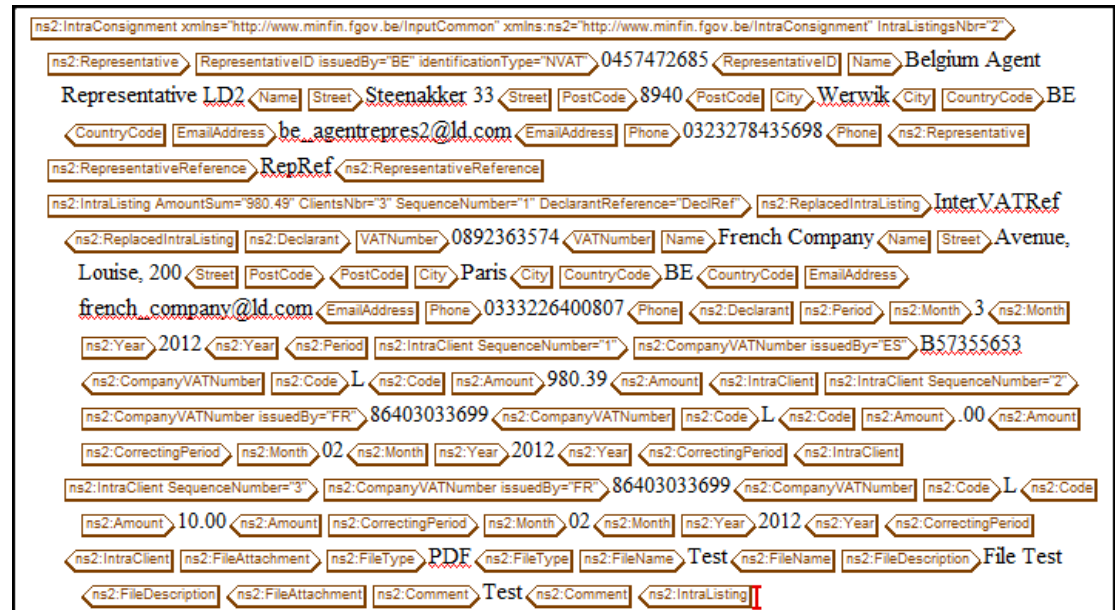 ns2:IntraConsignment xmlns="http://www.minfin.fgov.be/InputCommon" xmlns:ns2="http://www.minfin.fgov.be/IntraConsignment" IntraListingsNbr="2"
ns2:Representative RepresentativeID issuedBy="BE" identificationType="NVAT" 0457472685 RepresentativeID Name Belgium Agent
Representative LD2 Name Street Steenakker 33 Street PostCode 8940 PostCode City Werwik City CountryCode BE
CountryCode EmailAddress be_agentrepres2@ld.com EmailAddress Phone 0323278435698 Phone ns2:Representative
ns2:RepresentativeReference RepRef ns2:RepresentativeReference
ns2:IntraListing AmountSum="980.49" ClientsNbr="3" SequenceNumber="1" DeclarantReference="DeclRef" ns2:ReplacedIntraListing InterVATRef
ns2:ReplacedIntraListing ns2:Declarant VATNumber 0892363574 VATNumber Name French Company Name Street Avenue,
Louise, 200 Street PostCode PostCode City Paris City CountryCode BE CountryCode EmailAddress
french_company@ld.com EmailAddress Phone 0333226400807 Phone ns2:Declarant ns2:Period ns2:Month 3 ns2:Month
ns2:Year 2012 ns2:Year ns2:Period ns2:IntraClient SequenceNumber="1" ns2:CompanyVATNumber issuedBy="ES" B57355653
ns2:CompanyVATNumber ns2:Code L ns2:Code ns2:Amount 980.39 ns2:Amount ns2:IntraClient ns2:IntraClient SequenceNumber="2"
ns2:CompanyVATNumber issuedBy="FR" 86403033699 ns2:CompanyVATNumber ns2:Code L ns2:Code ns2:Amount .00 ns2:Amount
ns2:CorrectingPeriod ns2:Month 02 ns2:Month ns2:Year 2012 ns2:Year ns2:CorrectingPeriod ns2:IntraClient
ns2:IntraClient SequenceNumber="3" ns2:CompanyVATNumber issuedBy="FR" 86403033699 ns2:CompanyVATNumber ns2:Code L ns2:Code
ns2:Amount 10.00 ns2:Amount ns2:CorrectingPeriod ns2:Month 02 ns2:Month ns2:Year 2012 ns2:Year ns2:CorrectingPeriod
ns2:IntraClient ns2:FileAttachment ns2:FileType PDF ns2:FileType ns2:FileName Test ns2:FileName ns2:FileDescription File Test
ns2:FileDescription ns2:FileAttachment ns2:Comment Test ns2:Comment ns2:IntraListing